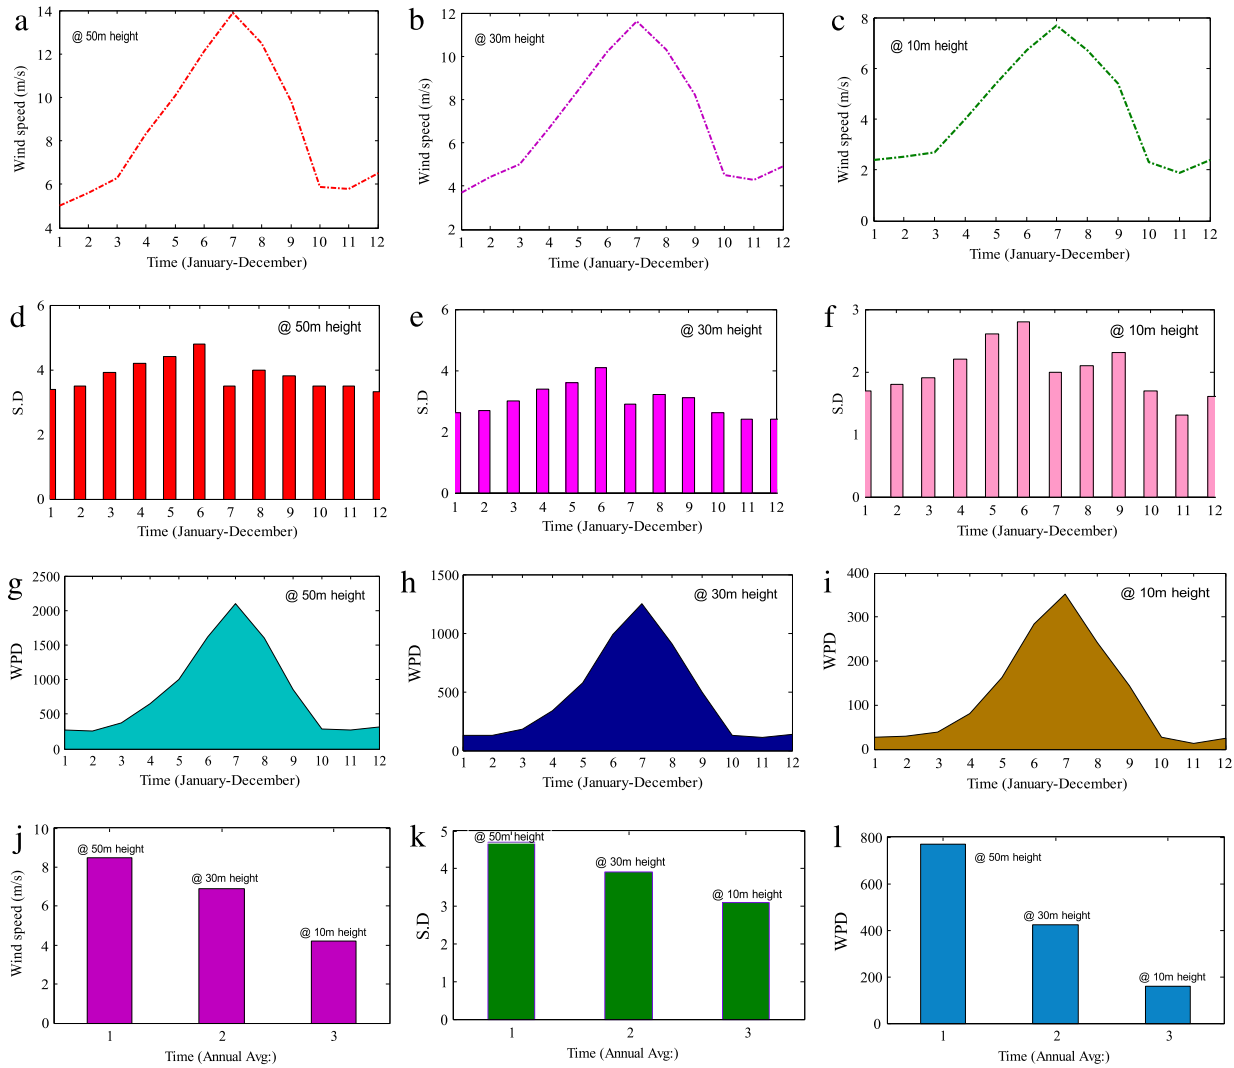 a
@ 50m height
Wind speed (m/s)
14
12
10
8
6
4
1 2 3 4 5 6 7 8 9 10 11 12
Time (January-December)
b
@ 30m height
Wind speed (m/s)
12
10
8
6
4
2
1 2 3 4 5 6 7 8 9 10 11 12
Time (January-December)
c
@ 10m height
Wind speed (m/s)
8
6
4
2
0
1 2 3 4 5 6 7 8 9 10 11 12
Time (January-December)
d
@ 50m height
S.D
6
4
2
0
1 2 3 4 5 6 7 8 9 10 11 12
Time (January-December)
e
@ 30m height
S.D
6
4
2
0
1 2 3 4 5 6 7 8 9 10 11 12
Time (January-December)
f
@ 10m height
S.D
3
2
1
0
1 2 3 4 5 6 7 8 9 10 11 12
Time (January-December)
g
@ 50m height
WPD
2500
2000
1500
1000
500
0
1 2 3 4 5 6 7 8 9 10 11 12
Time (January-December)
h
@ 30m height
WPD
1500
1000
500
0
1 2 3 4 5 6 7 8 9 10 11 12
Time (January-December)
i
@ 10m height
WPD
400
300
200
100
0
1 2 3 4 5 6 7 8 9 10 11 12
Time (January-December)
j
@ 50m height
@ 30m height
@ 10m height
Wind speed (m/s)
10
8
6
4
2
0
1 2 3
Time (Annual Avg:)
k
@ 50m height
@ 30m height
@ 10m height
S.D
5
4
3
2
1
0
1 2 3
Time (Annual Avg:)
l
@ 50m height
@ 30m height
@ 10m height
WPD
800
600
400
200
0
1 2 3
Time (Annual Avg:)